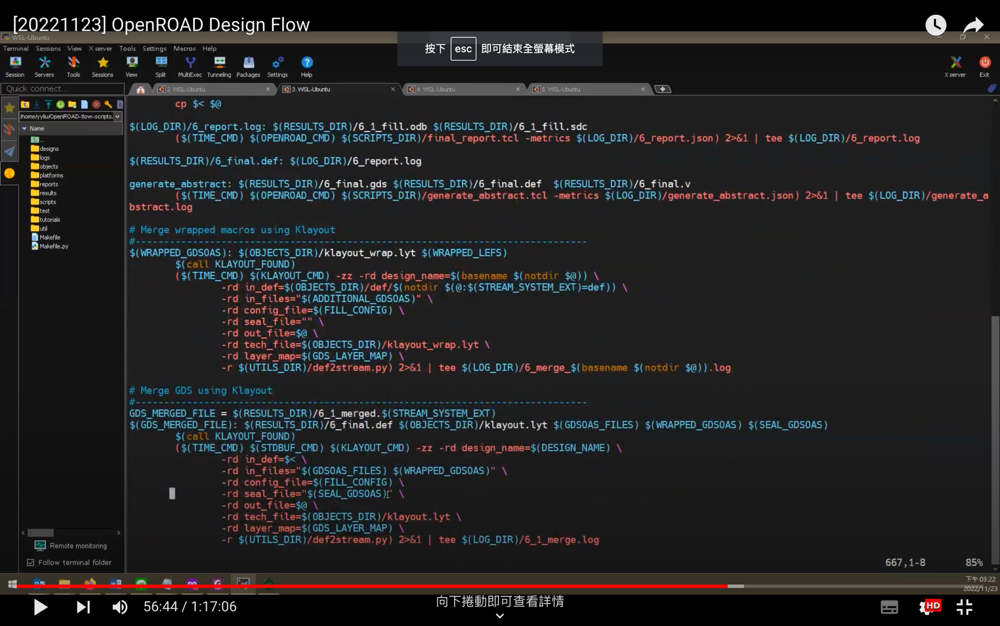 [20221123] OpenROAD Design Flow
WSL-Ubuntu
Terminal Sessions View X server Tools Settings Macros Help
按下 esc 即可結束全螢幕模式
Session Servers Tools Sessions View Split MultiExec Tunneling Packages Settings Help X server Exit
Quick connect...
2. WSL-Ubuntu
3. WSL-Ubuntu
4. WSL-Ubuntu
5. WSL-Ubuntu
/home/yyliu/OpenROAD-flow-scripts.
Name
..
designs
logs
objects
platforms
reports
results
scripts
test
tutorials
util
Makefile
Makefile.py
Remote monitoring
Follow terminal folder
cp $< $@
$(LOG_DIR)/6_report.log: $(RESULTS_DIR)/6_1_fill.odb $(RESULTS_DIR)/6_1_fill.sdc
($(TIME_CMD) $(OPENROAD_CMD) $(SCRIPTS_DIR)/final_report.tcl -metrics $(LOG_DIR)/6_report.json) 2>&1 | tee $(LOG_DIR)/6_report.log
$(RESULTS_DIR)/6_final.def: $(LOG_DIR)/6_report.log
generate_abstract: $(RESULTS_DIR)/6_final.gds $(RESULTS_DIR)/6_final.def $(RESULTS_DIR)/6_final.v
($(TIME_CMD) $(OPENROAD_CMD) $(SCRIPTS_DIR)/generate_abstract.tcl -metrics $(LOG_DIR)/generate_abstract.json) 2>&1 | tee $(LOG_DIR)/generate_a
bstract.log
# Merge wrapped macros using Klayout
#-------------------------------------------------------------------------------
$(WRAPPED_GDSOAS): $(OBJECTS_DIR)/klayout_wrap.lyt $(WRAPPED_LEFS)
$(call KLAYOUT_FOUND)
($(TIME_CMD) $(KLAYOUT_CMD) -zz -rd design_name=$(basename $(notdir $@)) \
-rd in_def=$(OBJECTS_DIR)/def/$(notdir $(@:$(STREAM_SYSTEM_EXT)=def)) \
-rd in_files="$(ADDITIONAL_GDSOAS)" \
-rd config_file=$(FILL_CONFIG) \
-rd seal_file="" \
-rd out_file=$@ \
-rd tech_file=$(OBJECTS_DIR)/klayout_wrap.lyt \
-rd layer_map=$(GDS_LAYER_MAP) \
-r $(UTILS_DIR)/def2stream.py) 2>&1 | tee $(LOG_DIR)/6_merge_$(basename $(notdir $@)).log
# Merge GDS using Klayout
#-------------------------------------------------------------------------------
GDS_MERGED_FILE = $(RESULTS_DIR)/6_1_merged.$(STREAM_SYSTEM_EXT)
$(GDS_MERGED_FILE): $(RESULTS_DIR)/6_final.def $(OBJECTS_DIR)/klayout.lyt $(GDSOAS_FILES) $(WRAPPED_GDSOAS) $(SEAL_GDSOAS)
$(call KLAYOUT_FOUND)
($(TIME_CMD) $(STDBUF_CMD) $(KLAYOUT_CMD) -zz -rd design_name=$(DESIGN_NAME) \
-rd in_def=$< \
-rd in_files="$(GDSOAS_FILES) $(WRAPPED_GDSOAS)" \
-rd config_file=$(FILL_CONFIG) \
-rd seal_file="$(SEAL_GDSOAS)" \
-rd out_file=$@ \
-rd tech_file=$(OBJECTS_DIR)/klayout.lyt \
-rd layer_map=$(GDS_LAYER_MAP) \
-r $(UTILS_DIR)/def2stream.py) 2>&1 | tee $(LOG_DIR)/6_1_merge.log
667,1-8 85%
下午 03:22
2022/11/23
56:44 / 1:17:06
向下捲動即可查看詳情
HD